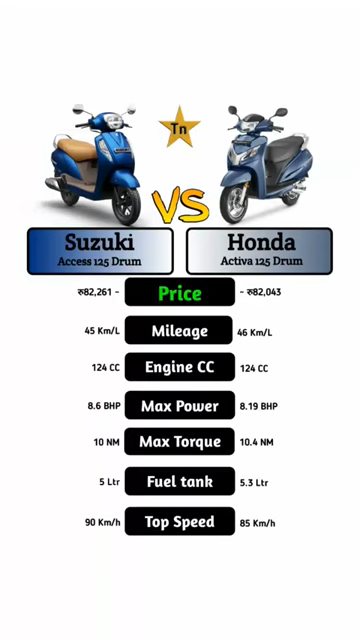 Tn
VS
Suzuki
Access 125 Drum
Honda
Activa 125 Drum
रु82,261 - Price - रु82,043
45 Km/L Mileage 46 Km/L
124 CC Engine CC 124 CC
8.6 BHP Max Power 8.19 BHP
10 NM Max Torque 10.4 NM
5 Ltr Fuel tank 5.3 Ltr
90 Km/h Top Speed 85 Km/h